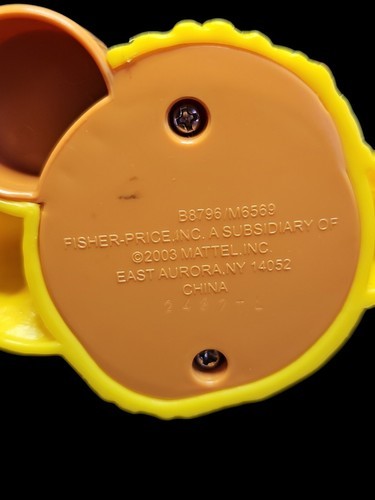 B8796/M6569
FISHER-PRICE,INC. A SUBSIDIARY OF
©2003 MATTEL,INC.
EAST AURORA,NY 14052
CHINA